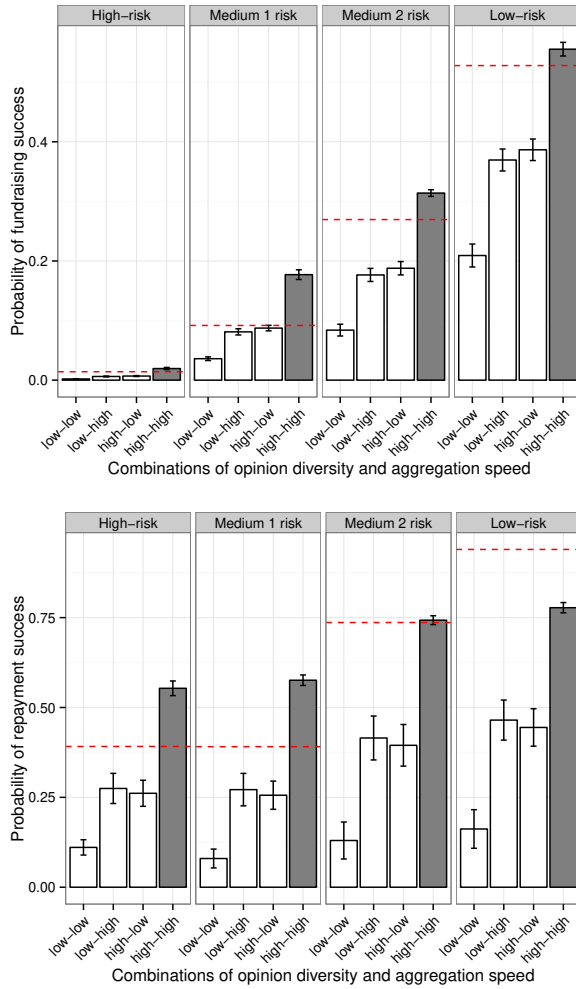 High−risk Medium 1 risk Medium 2 risk Low−risk
Probability of fundraising success
0.4
0.2
0.0
low−low low−high high−low high−high low−low low−high high−low high−high low−low low−high high−low high−high low−low low−high high−low high−high
Combinations of opinion diversity and aggregation speed
High−risk Medium 1 risk Medium 2 risk Low−risk
Probability of repayment success
0.75
0.50
0.25
0.00
low−low low−high high−low high−high low−low low−high high−low high−high low−low low−high high−low high−high low−low low−high high−low high−high
Combinations of opinion diversity and aggregation speed